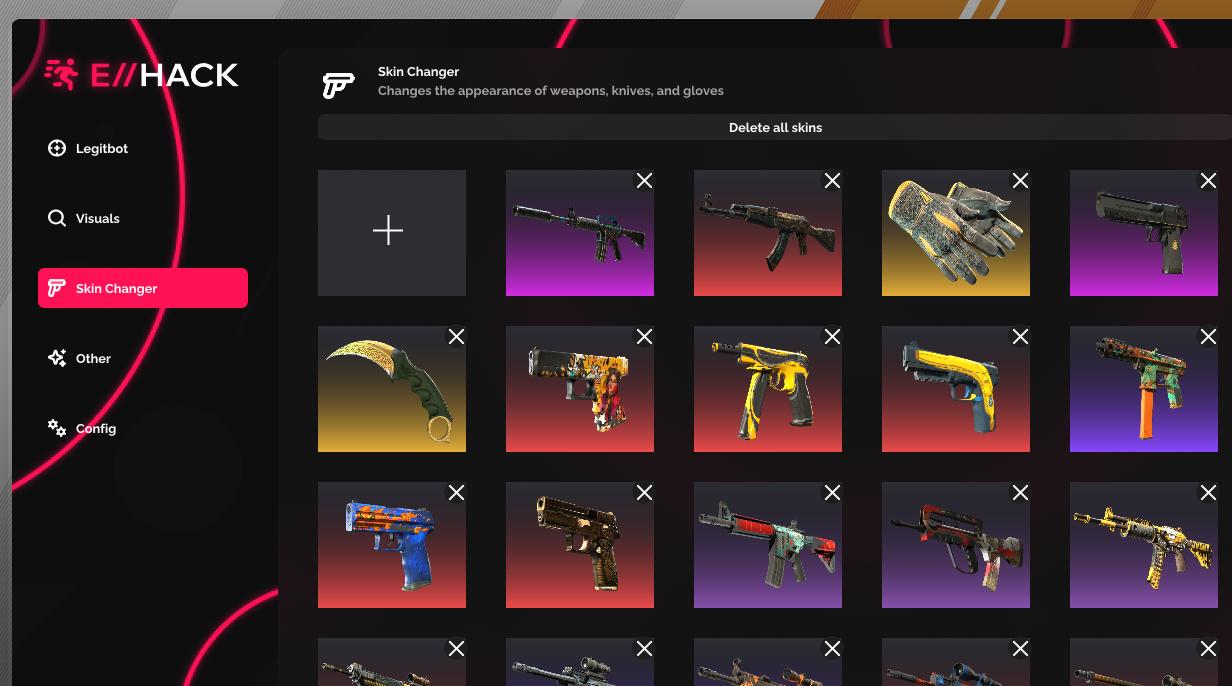 E//HACK
Skin Changer
Changes the appearance of weapons, knives, and gloves
Delete all skins
Legitbot
Visuals
Skin Changer
Other
Config